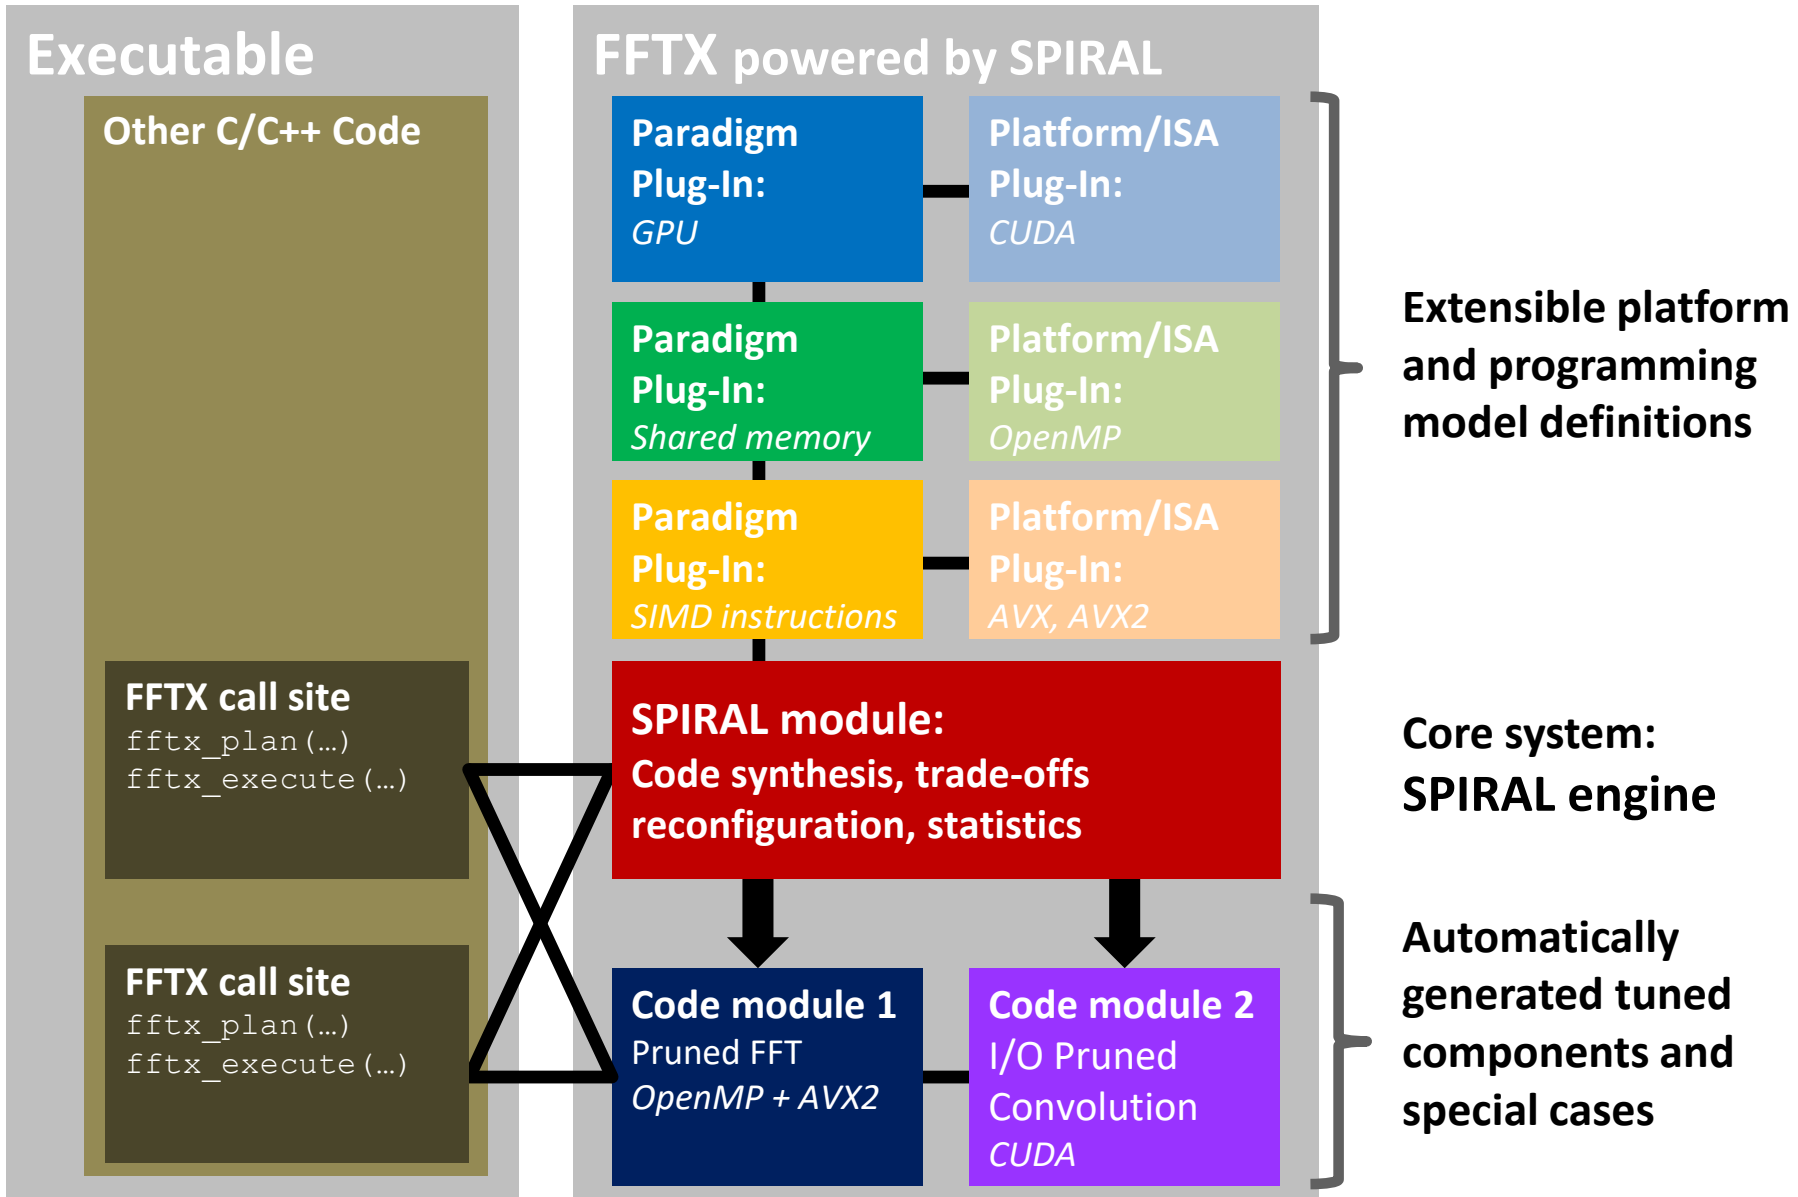 Executable
Other C/C++ Code
FFTX call site
fftx_plan(…)
fftx_execute(…)
FFTX call site
fftx_plan(…)
fftx_execute(…)
FFTX powered by SPIRAL
Paradigm
Plug-In:
GPU
Platform/ISA
Plug-In:
CUDA
Paradigm
Plug-In:
Shared memory
Platform/ISA
Plug-In:
OpenMP
Paradigm
Plug-In:
SIMD instructions
Platform/ISA
Plug-In:
AVX, AVX2
SPIRAL module:
Code synthesis, trade-offs
reconfiguration, statistics
Code module 1
Pruned FFT
OpenMP + AVX2
Code module 2
I/O Pruned
Convolution
CUDA
Extensible platform
and programming
model definitions
Core system:
SPIRAL engine
Automatically
generated tuned
components and
special cases